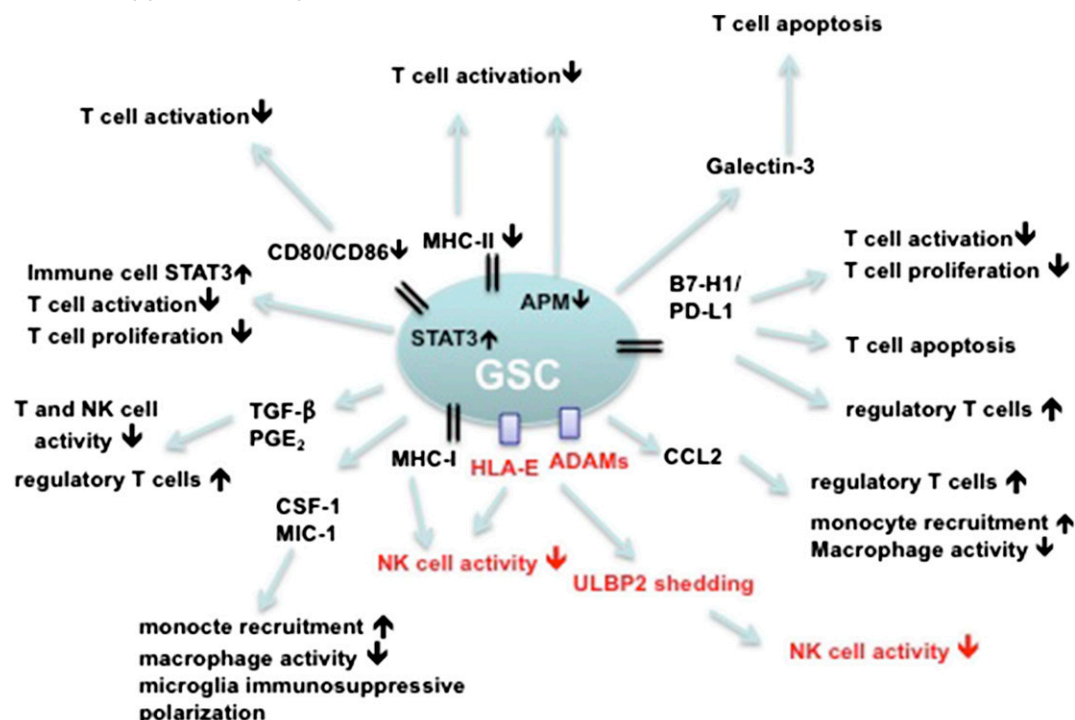 T cell apoptosis
T cell activation↓
T cell activation↓
Galectin-3
CD80/CD86↓
MHC-II ↓
T cell activation↓
T cell proliferation ↓
Immune cell STAT3↑
T cell activation↓
T cell proliferation ↓
APM↓
B7-H1/
PD-L1
STAT3↑
GSC
T cell apoptosis
T and NK cell
activity ↓
regulatory T cells ↑
TGF-β
PGE₂
regulatory T cells ↑
MHC-I
HLA-E
ADAMs
CCL2
CSF-1
MIC-1
regulatory T cells ↑
monocyte recruitment ↑
Macrophage activity ↓
NK cell activity ↓
ULBP2 shedding
NK cell activity ↓
monocte recruitment ↑
macrophage activity ↓
microglia immunosuppressive
polarization